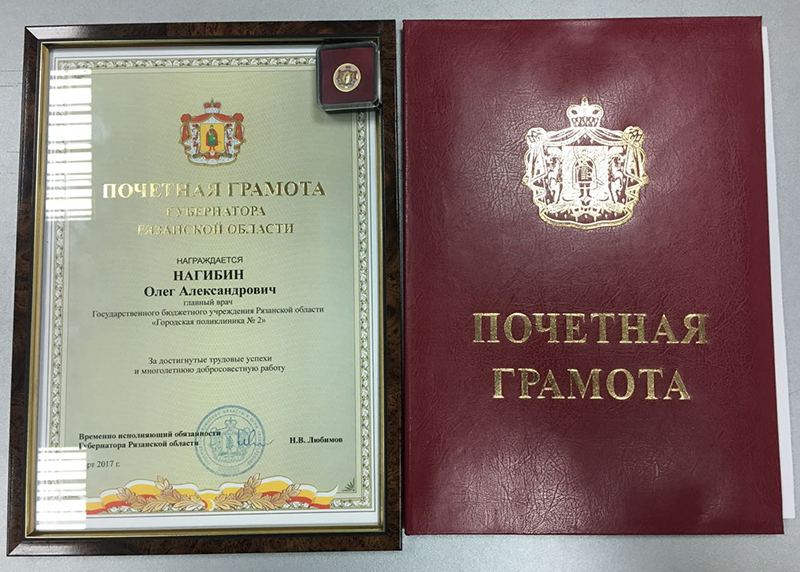 ПОЧЕТНАЯ ГРАМОТА
ГУБЕРНАТОРА
РЯЗАНСКОЙ ОБЛАСТИ
НАГРАЖДАЕТСЯ
НАГИБИН
Олег Александрович
главный врач
Государственного бюджетного учреждения Рязанской области
«Городская поликлиника № 2»
За достигнутые трудовые успехи
и многолетнюю добросовестную работу
Временно исполняющий обязанности
Губернатора Рязанской области
Н.В. Любимов
2017 г.
ПОЧЕТНАЯ
ГРАМОТА